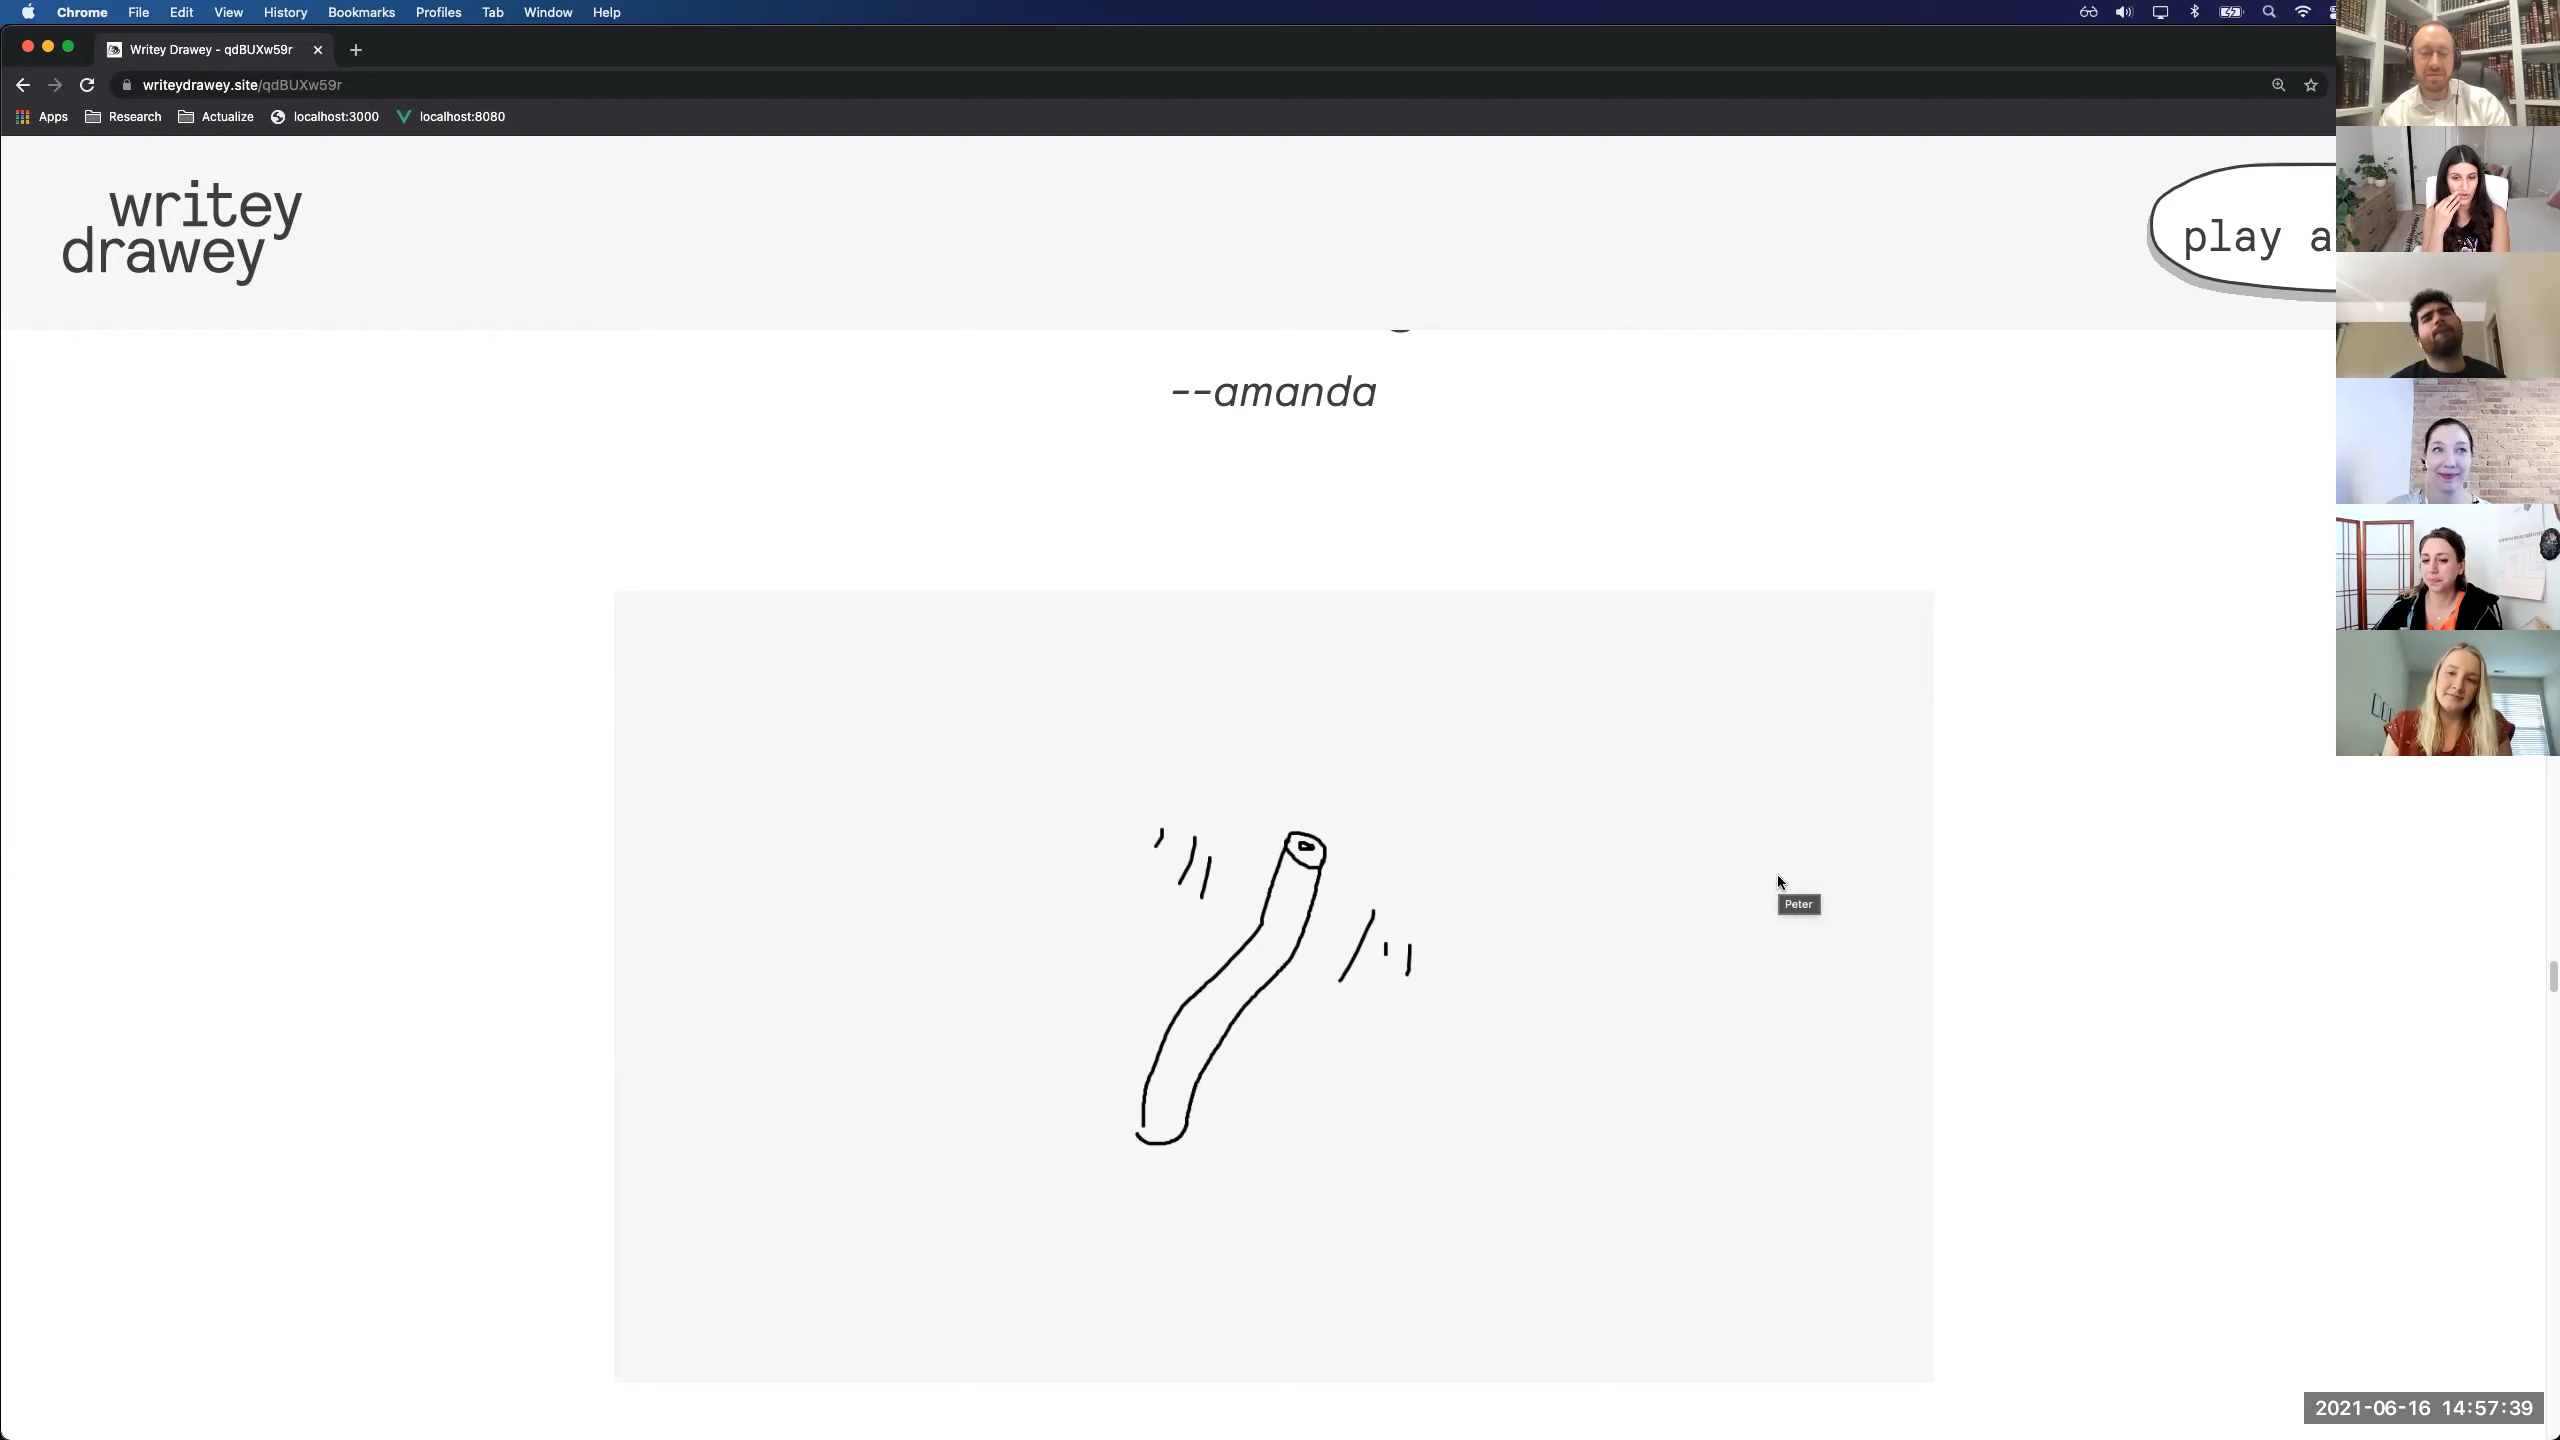 Chrome File Edit View History Bookmarks Profiles Tab Window Help
Writey Drawey - qdBUXw59r
writeydrawey.site/qdBUXw59r
Apps Research Actualize localhost:3000 localhost:8080
writey
drawey
play a
--amanda
Peter
2021-06-16 14:57:39